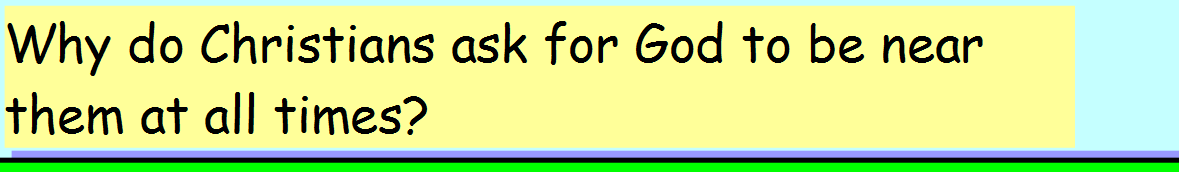 Why do Christians ask for God to be near
them at all times?